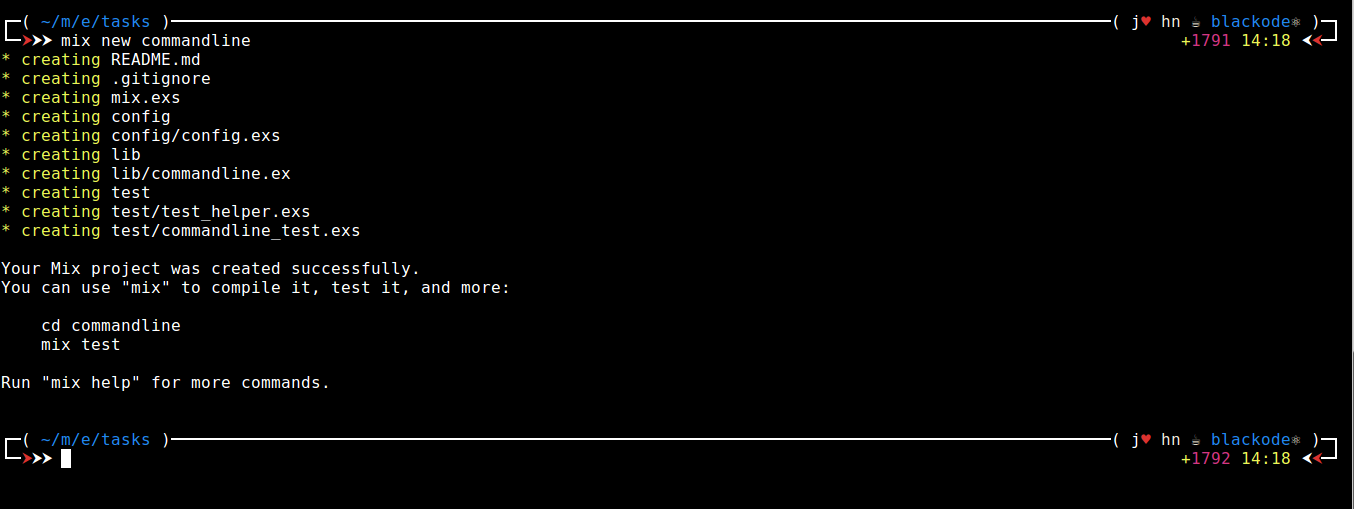 ( ~/m/e/tasks ) ( j♥ hn ☕ blackode⚛ )
➤➤➤ mix new commandline +1791 14:18
* creating README.md
* creating .gitignore
* creating mix.exs
* creating config
* creating config/config.exs
* creating lib
* creating lib/commandline.ex
* creating test
* creating test/test_helper.exs
* creating test/commandline_test.exs
Your Mix project was created successfully.
You can use "mix" to compile it, test it, and more:
cd commandline
mix test
Run "mix help" for more commands.
( ~/m/e/tasks ) ( j♥ hn ☕ blackode⚛ )
➤➤➤ +1792 14:18